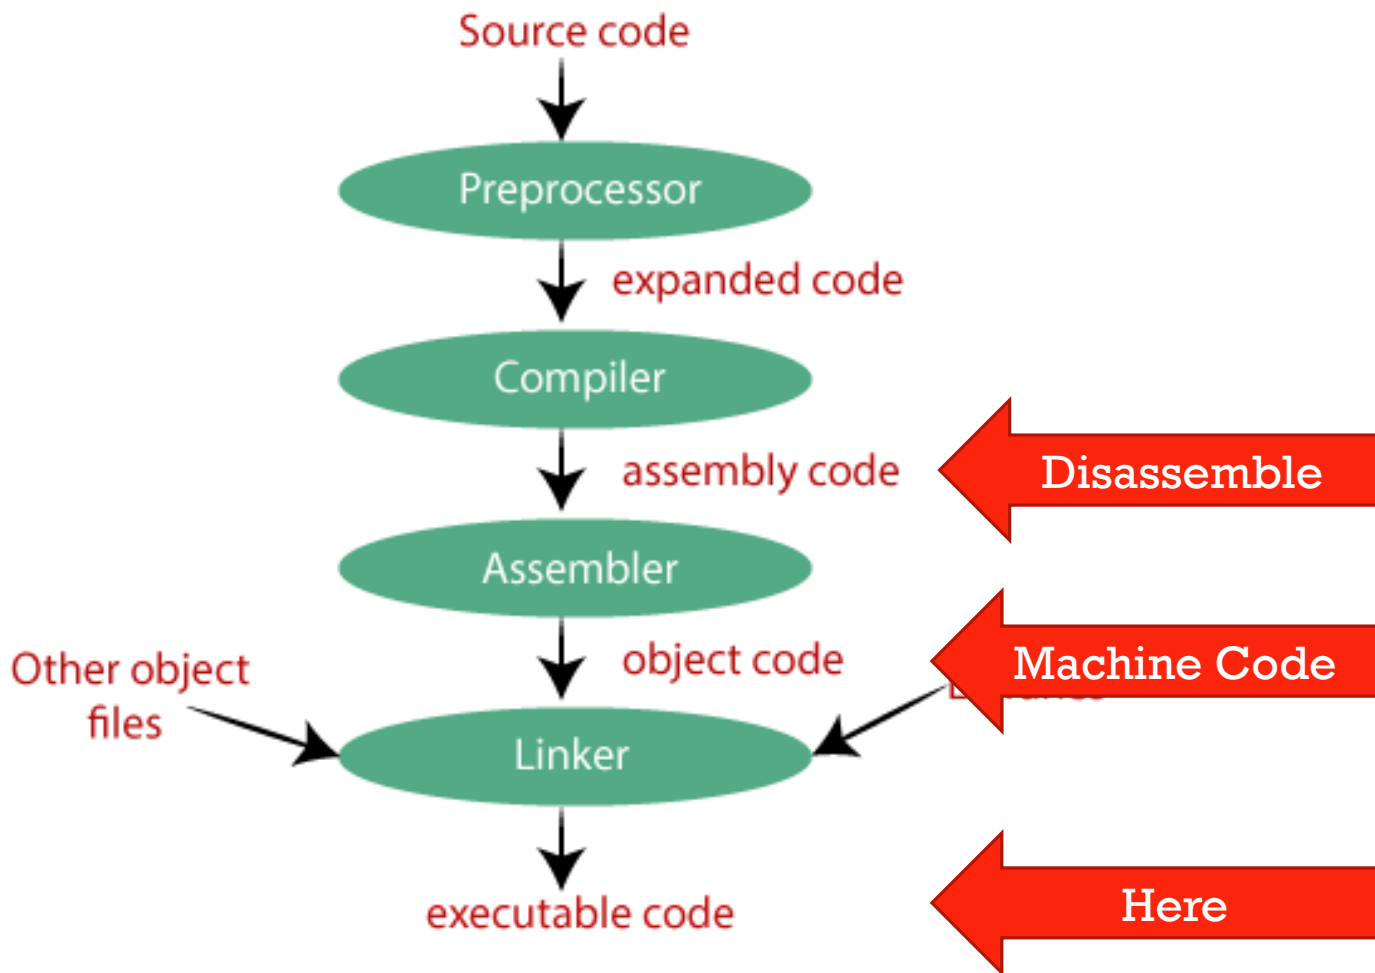 Source code
Preprocessor
expanded code
Compiler
assembly code
Disassemble
Assembler
object code
Machine Code
Other object
files
Linker
executable code
Here